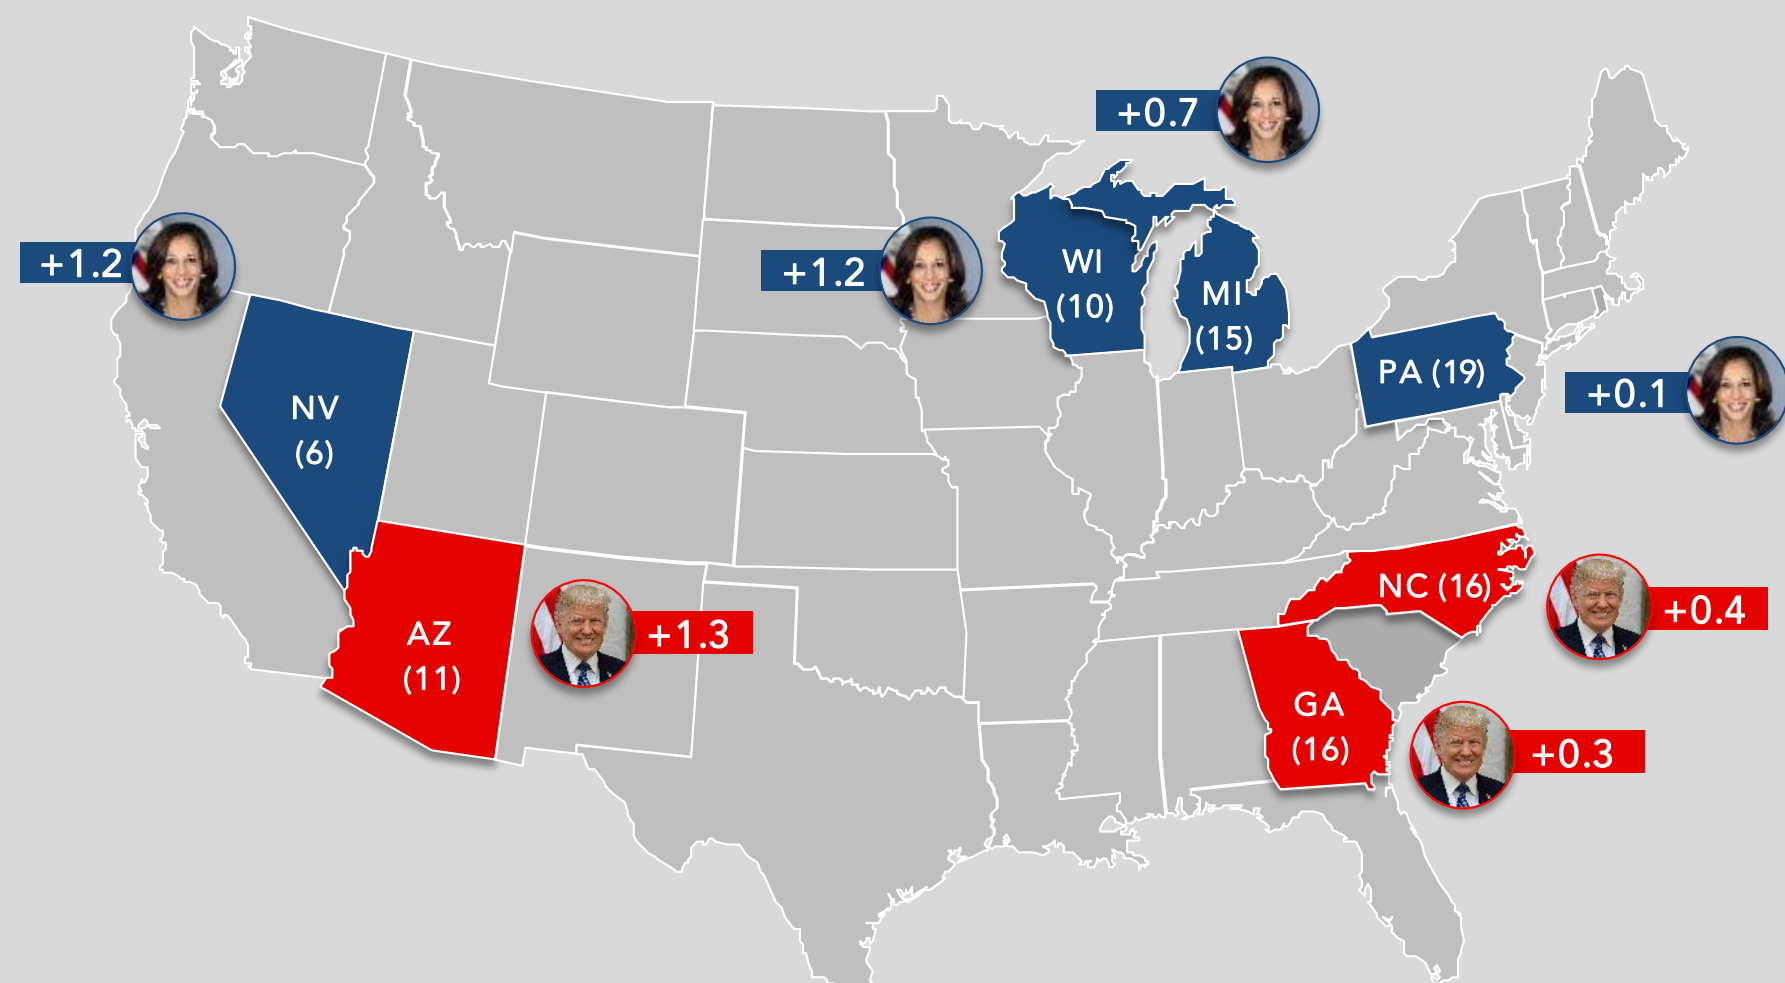 +0.7
+1.2
+1.2
WI
(10)
MI
(15)
PA (19)
+0.1
NV
(6)
NC (16)
+0.4
AZ
(11)
+1.3
GA
(16)
+0.3